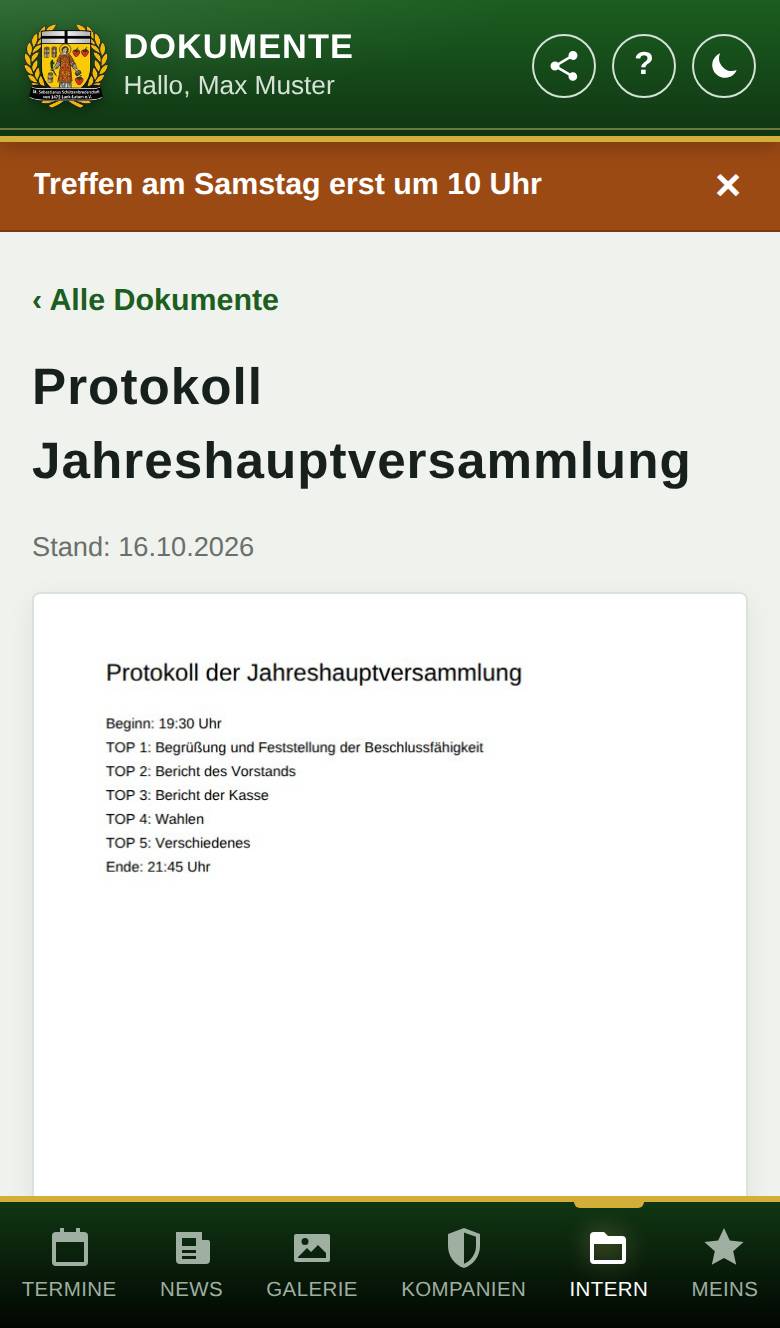 DOKUMENTE
Hallo, Max Muster
?
Treffen am Samstag erst um 10 Uhr
×
‹ Alle Dokumente
Protokoll
Jahreshauptversammlung
Stand: 16.10.2026
Protokoll der Jahreshauptversammlung
Beginn: 19:30 Uhr
TOP 1: Begrüßung und Feststellung der Beschlussfähigkeit
TOP 2: Bericht des Vorstands
TOP 3: Bericht der Kasse
TOP 4: Wahlen
TOP 5: Verschiedenes
Ende: 21:45 Uhr
TERMINE
NEWS
GALERIE
KOMPANIEN
INTERN
MEINS